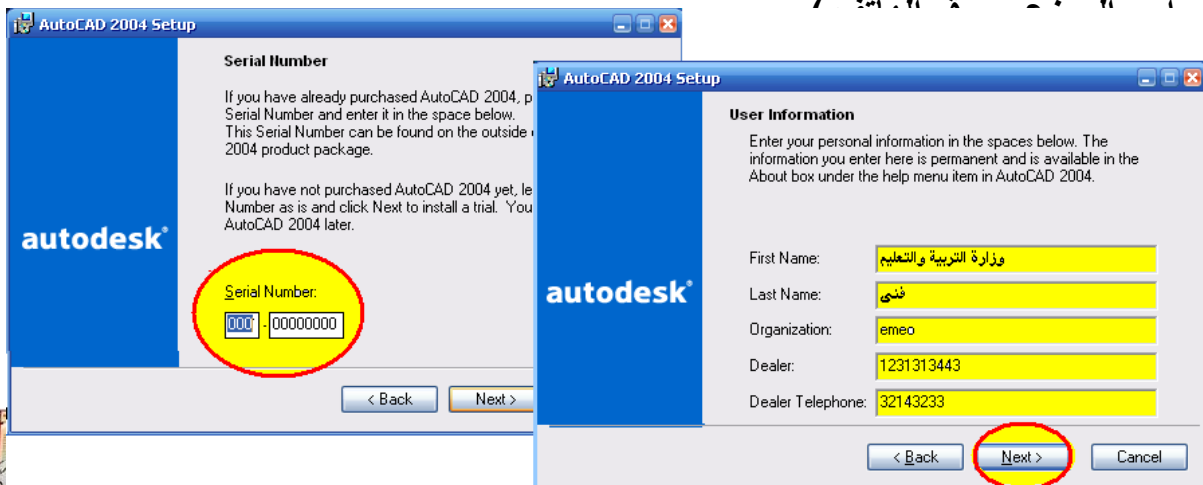 AutoCAD 2004 Setup
Serial Number
If you have already purchased AutoCAD 2004, p
Serial Number and enter it in the space below.
This Serial Number can be found on the outside
2004 product package.
If you have not purchased AutoCAD 2004 yet, le
Number as is and click Next to install a trial. You
AutoCAD 2004 later.
autodesk®
Serial Number:
000 - 00000000
< Back
Next >
AutoCAD 2004 Setup
User Information
Enter your personal information in the spaces below. The
information you enter here is permanent and is available in the
About box under the help menu item in AutoCAD 2004.
autodesk®
First Name: وزارة التربية والتعليم
Last Name: فنى
Organization: emeo
Dealer: 1231313443
Dealer Telephone: 32143233
< Back
Next >
Cancel